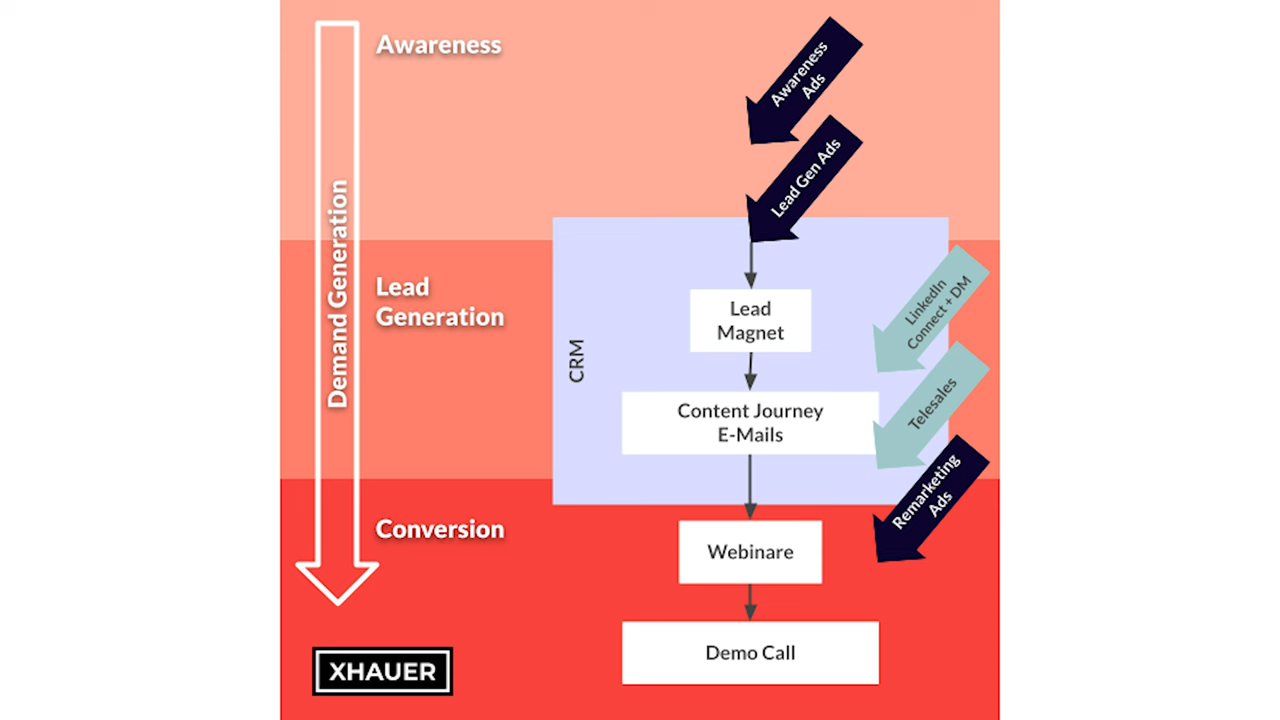 Awareness
Awareness
Ads
Lead Gen Ads
Demand Generation
Lead
Generation
CRM
Lead
Magnet
LinkedIn
Connect + DM
Content Journey
E-Mails
Telesales
Remarketing
Ads
Conversion
Webinare
Demo Call
XHAUER